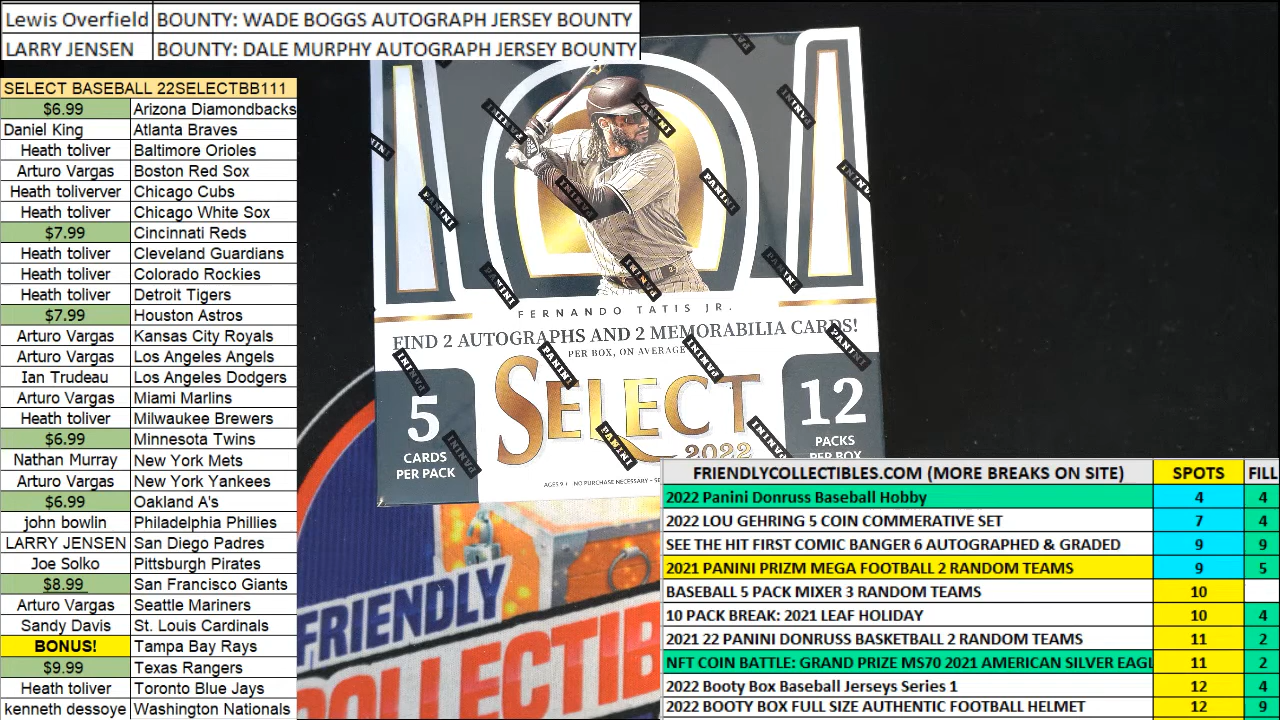 Lewis Overfield BOUNTY: WADE BOGGS AUTOGRAPH JERSEY BOUNTY
LARRY JENSEN BOUNTY: DALE MURPHY AUTOGRAPH JERSEY BOUNTY
SELECT BASEBALL 22SELECTBB111
$6.99 Arizona Diamondbacks
Daniel King Atlanta Braves
Heath toliver Baltimore Orioles
Arturo Vargas Boston Red Sox
Heath toliverver Chicago Cubs
Heath toliver Chicago White Sox
$7.99 Cincinnati Reds
Heath toliver Cleveland Guardians
Heath toliver Colorado Rockies
Heath toliver Detroit Tigers
$7.99 Houston Astros
Arturo Vargas Kansas City Royals
Arturo Vargas Los Angeles Angels
Ian Trudeau Los Angeles Dodgers
Arturo Vargas Miami Marlins
Heath toliver Milwaukee Brewers
$6.99 Minnesota Twins
Nathan Murray New York Mets
Arturo Vargas New York Yankees
$6.99 Oakland A's
john bowlin Philadelphia Phillies
LARRY JENSEN San Diego Padres
Joe Solko Pittsburgh Pirates
$8.99 San Francisco Giants
Arturo Vargas Seattle Mariners
Sandy Davis St. Louis Cardinals
BONUS! Tampa Bay Rays
$9.99 Texas Rangers
Heath toliver Toronto Blue Jays
kenneth dessoye Washington Nationals
PANINI
FERNANDO TATIS JR.
FIND 2 AUTOGRAPHS AND 2 MEMORABILIA CARDS!
PER BOX, ON AVERAGE
5 CARDS PER PACK
SELECT
2022
12 PACKS PER BOX
AGES 9+ NO PURCHASE NECESSARY
FRIENDLY
COLLECTIB
FRIENDLYCOLLECTIBLES.COM (MORE BREAKS ON SITE) SPOTS FILL
2022 Panini Donruss Baseball Hobby 4 4
2022 LOU GEHRING 5 COIN COMMERATIVE SET 7 4
SEE THE HIT FIRST COMIC BANGER 6 AUTOGRAPHED & GRADED 9 9
2021 PANINI PRIZM MEGA FOOTBALL 2 RANDOM TEAMS 9 5
BASEBALL 5 PACK MIXER 3 RANDOM TEAMS 10
10 PACK BREAK: 2021 LEAF HOLIDAY 10 4
2021 22 PANINI DONRUSS BASKETBALL 2 RANDOM TEAMS 11 2
NFT COIN BATTLE: GRAND PRIZE MS70 2021 AMERICAN SILVER EAGL 11 2
2022 Booty Box Baseball Jerseys Series 1 12 4
2022 BOOTY BOX FULL SIZE AUTHENTIC FOOTBALL HELMET 12 9